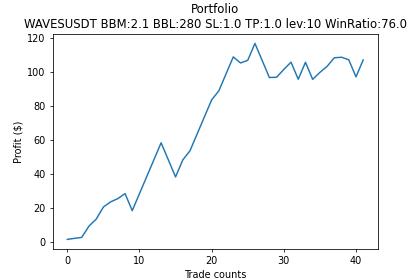 Portfolio
WAVESUSDT BBM:2.1 BBL:280 SL:1.0 TP:1.0 lev:10 WinRatio:76.0
120
100
80
60
40
20
0
Profit ($)
0 10 20 30 40
Trade counts